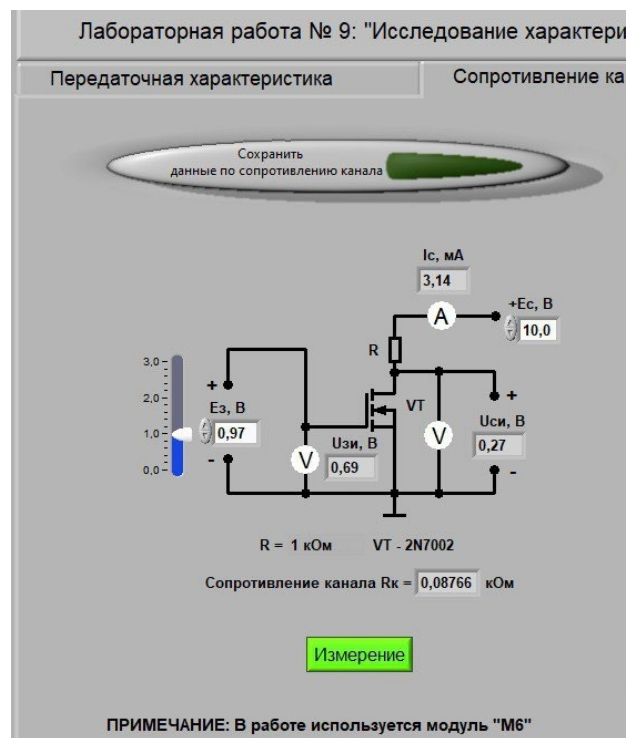 Лабораторная работа № 9: "Исследование характери
Передаточная характеристика
Сопротивление ка
Сохранить
данные по сопротивлению канала
Iс, мА
3,14
+Eс, В
10,0
A
R
3,0
2,0
1,0
0,0
+
Eз, В
0,97
-
V
Uзи, В
0,69
VT
V
+
Uси, В
0,27
-
R = 1 кОм VT - 2N7002
Сопротивление канала Rк = 0,08766 кОм
Измерение
ПРИМЕЧАНИЕ: В работе используется модуль "М6"